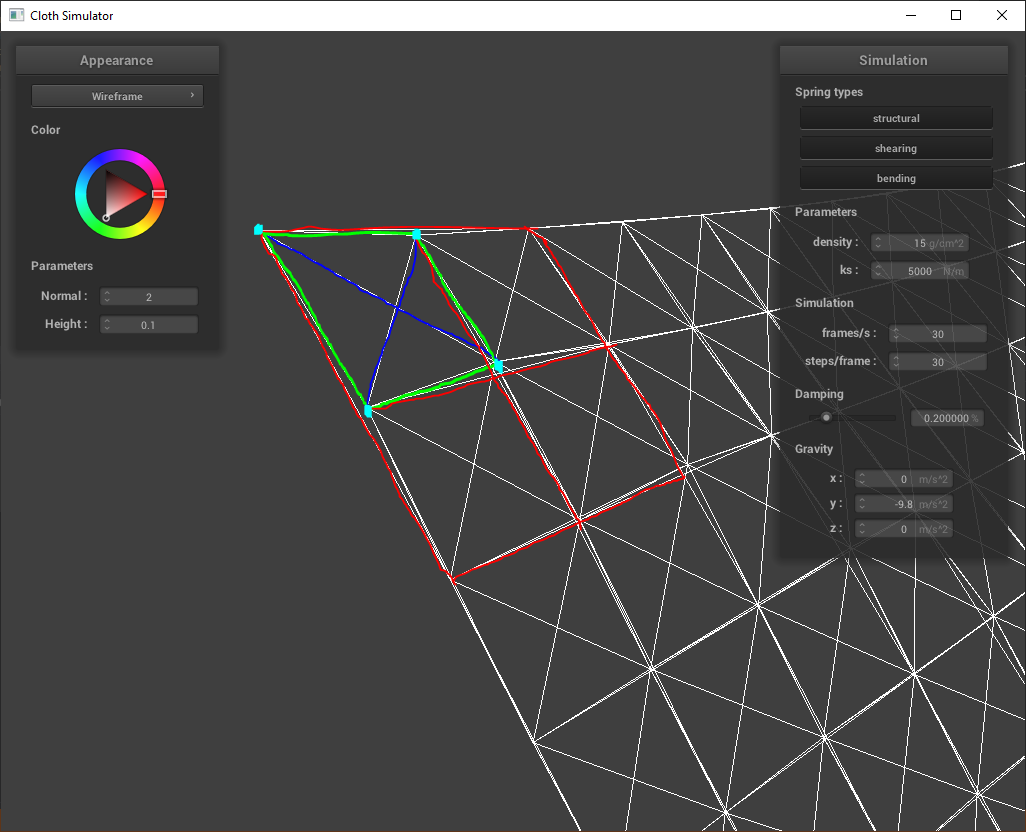 Cloth Simulator
Appearance
Wireframe
Color
Parameters
Normal : 2
Height : 0.1
Simulation
Spring types
structural
shearing
bending
Parameters
density : 15 g/cm^2
ks : 5000 N/m
Simulation
frames/s : 30
steps/frame : 30
Damping
0.200000 %
Gravity
x : 0 m/s^2
y : -9.8 m/s^2
z : 0 m/s^2